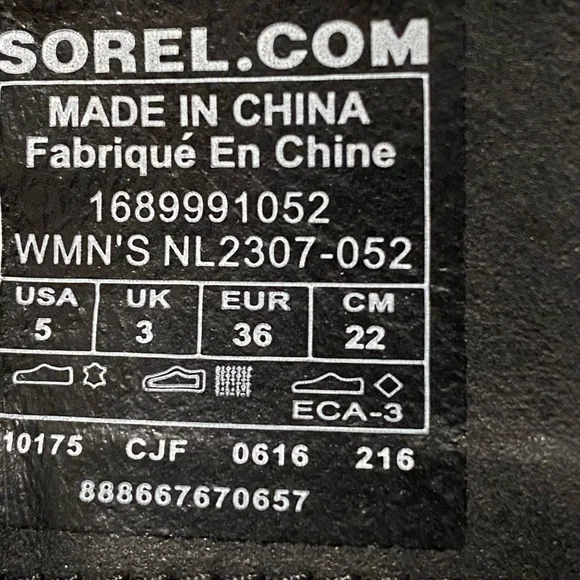 SOREL.COM
MADE IN CHINA
Fabriqué En Chine
1689991052
WMN'S NL2307-052
USA UK EUR CM
5 3 36 22
ECA-3
10175 CJF 0616 216
888667670657